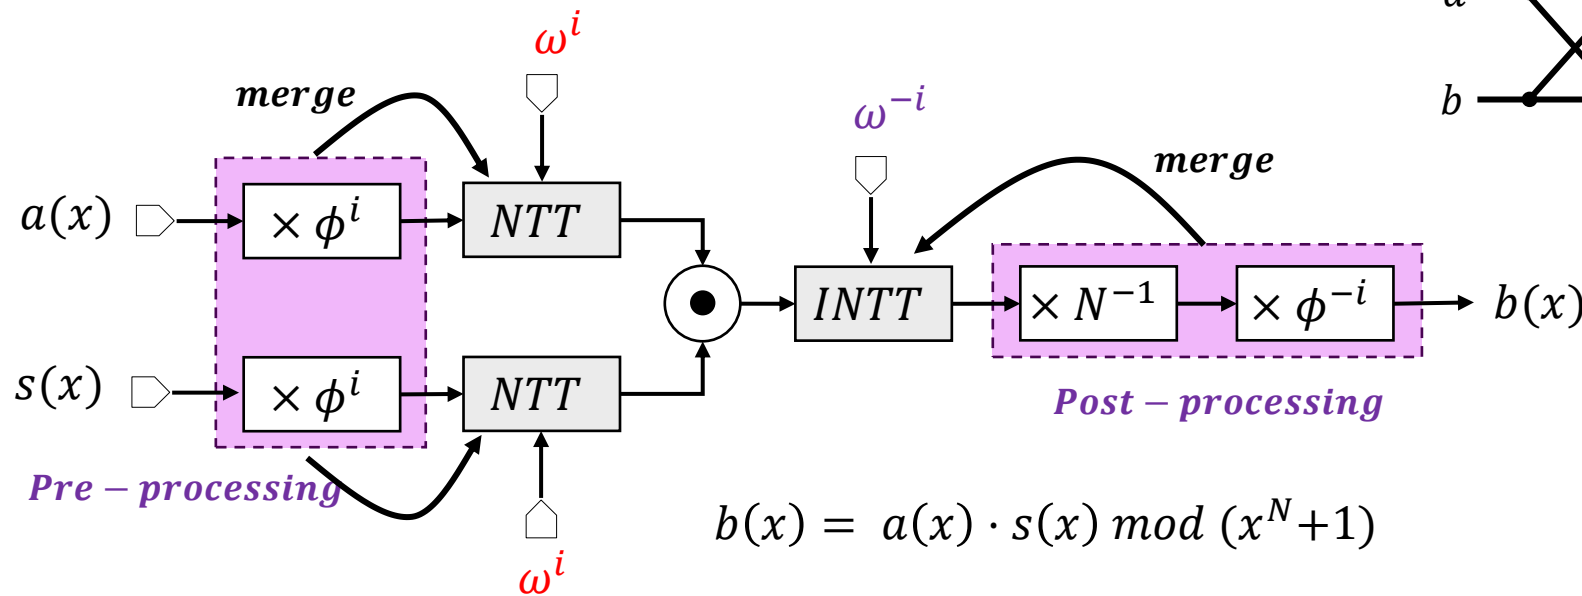 ω^i
merge
ω^{-i}
b
merge
a(x)
× ϕ^i
NTT
INTT
× N^{-1}
× ϕ^{-i}
b(x)
s(x)
× ϕ^i
NTT
Post − processing
Pre − processing
b(x) = a(x) · s(x) mod (x^N+1)
ω^i